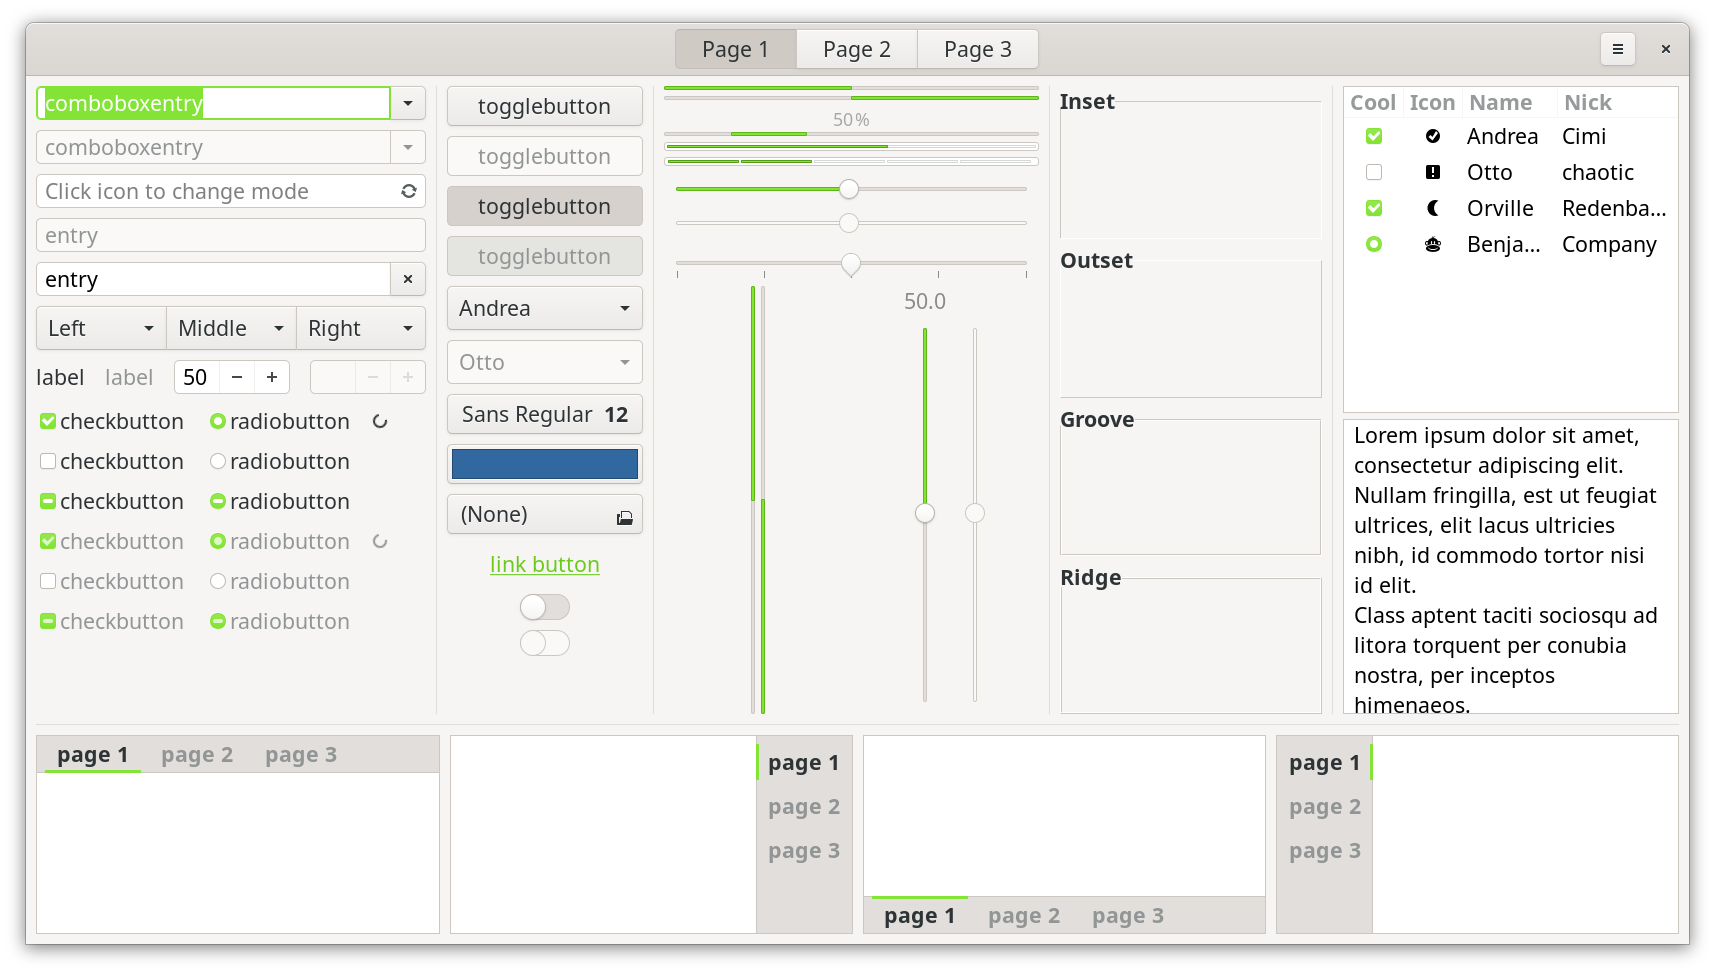 Page 1
Page 2
Page 3
comboboxentry
comboboxentry
Click icon to change mode
entry
entry
Left
Middle
Right
label
label
50
checkbutton
radiobutton
checkbutton
radiobutton
checkbutton
radiobutton
checkbutton
radiobutton
checkbutton
radiobutton
checkbutton
radiobutton
togglebutton
togglebutton
togglebutton
togglebutton
Andrea
Otto
Sans Regular 12
(None)
link button
50%
50.0
Inset
Outset
Groove
Ridge
Cool Icon Name Nick
Andrea Cimi
Otto chaotic
Orville Redenba...
Benja... Company
Lorem ipsum dolor sit amet,
consectetur adipiscing elit.
Nullam fringilla, est ut feugiat
ultrices, elit lacus ultricies
nibh, id commodo tortor nisi
id elit.
Class aptent taciti sociosqu ad
litora torquent per conubia
nostra, per inceptos
himenaeos.
page 1 page 2 page 3
page 1
page 2
page 3
page 1 page 2 page 3
page 1
page 2
page 3